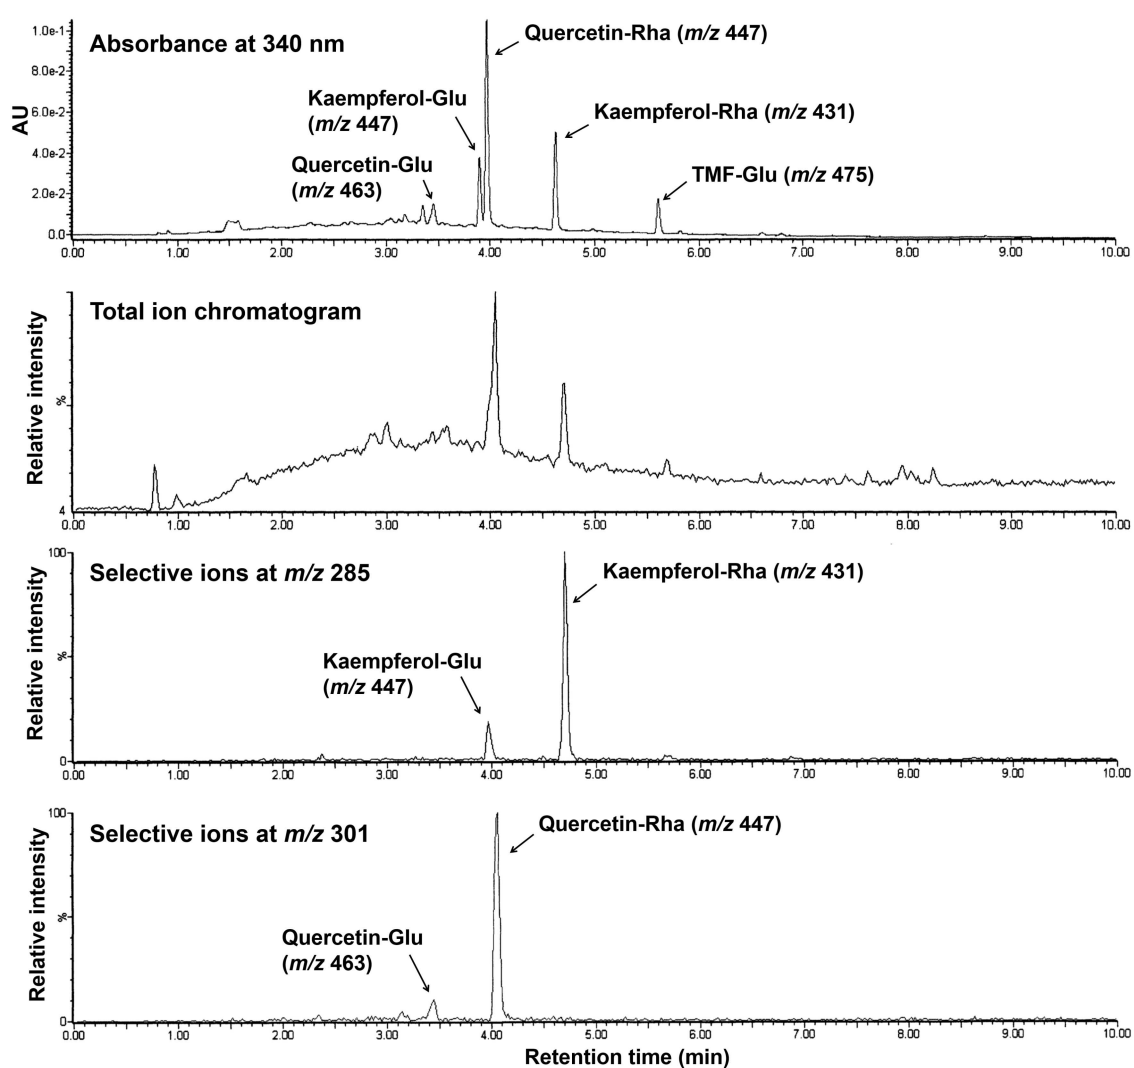 Absorbance at 340 nm
Quercetin-Rha (m/z 447)
Kaempferol-Glu
(m/z 447)
Kaempferol-Rha (m/z 431)
Quercetin-Glu
(m/z 463)
TMF-Glu (m/z 475)
AU
1.0e-1
8.0e-2
6.0e-2
4.0e-2
2.0e-2
0.0
0.00 1.00 2.00 3.00 4.00 5.00 6.00 7.00 8.00 9.00 10.00
Total ion chromatogram
Relative intensity
%
4
0.00 1.00 2.00 3.00 4.00 5.00 6.00 7.00 8.00 9.00 10.00
Selective ions at m/z 285
Kaempferol-Rha (m/z 431)
Kaempferol-Glu
(m/z 447)
Relative intensity
100
%
0
0.00 1.00 2.00 3.00 4.00 5.00 6.00 7.00 8.00 9.00 10.00
Selective ions at m/z 301
Quercetin-Rha (m/z 447)
Quercetin-Glu
(m/z 463)
Relative intensity
100
%
0
0.00 1.00 2.00 3.00 4.00 5.00 6.00 7.00 8.00 9.00 10.00
Retention time (min)